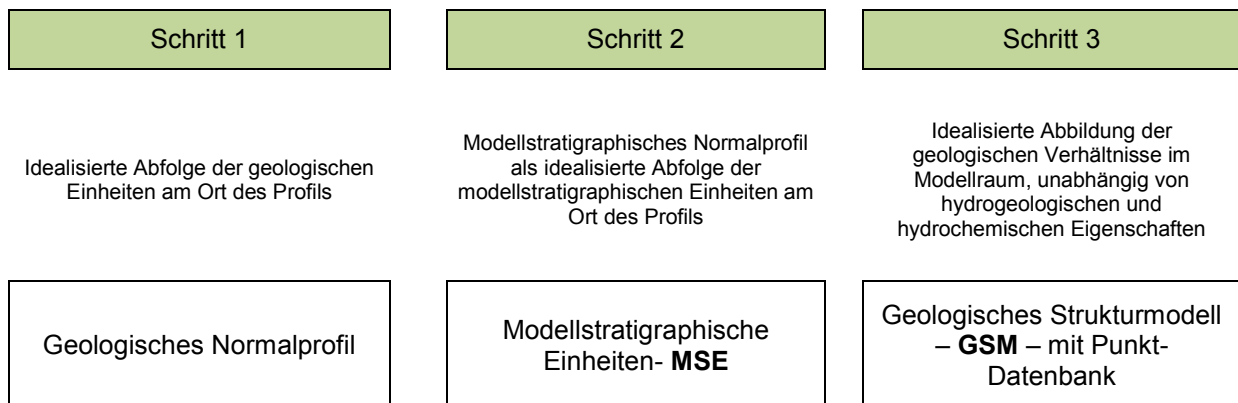 Schritt 1
Schritt 2
Schritt 3
Idealisierte Abfolge der geologischen
Einheiten am Ort des Profils
Modellstratigraphisches Normalprofil
als idealisierte Abfolge der
modellstratigraphischen Einheiten am
Ort des Profils
Idealisierte Abbildung der
geologischen Verhältnisse im
Modellraum, unabhängig von
hydrogeologischen und
hydrochemischen Eigenschaften
Geologisches Normalprofil
Modellstratigraphische
Einheiten- MSE
Geologisches Strukturmodell
– GSM – mit Punkt-
Datenbank